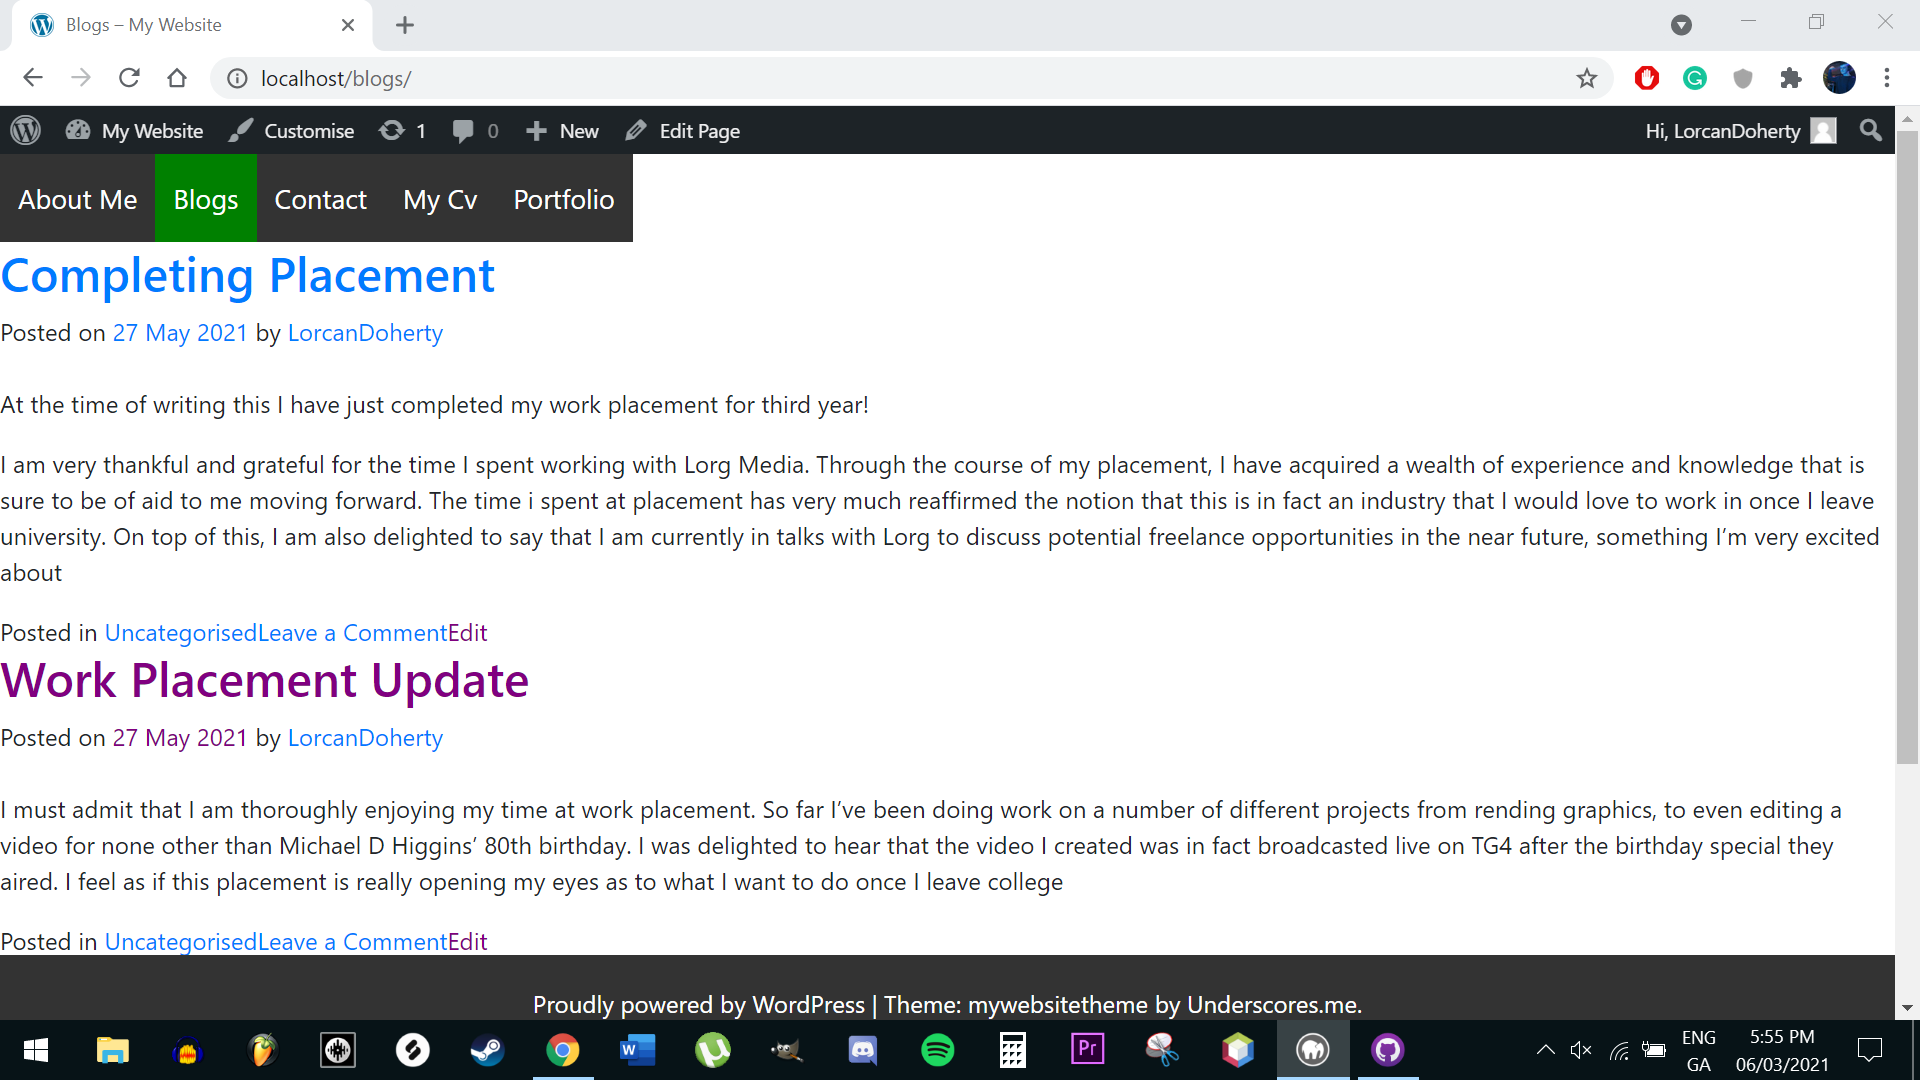 Blogs – My Website
localhost/blogs/
My Website Customise 1 0 New Edit Page Hi, LorcanDoherty
About Me Blogs Contact My Cv Portfolio
Completing Placement
Posted on 27 May 2021 by LorcanDoherty
At the time of writing this I have just completed my work placement for third year!
I am very thankful and grateful for the time I spent working with Lorg Media. Through the course of my placement, I have acquired a wealth of experience and knowledge that is
sure to be of aid to me moving forward. The time i spent at placement has very much reaffirmed the notion that this is in fact an industry that I would love to work in once I leave
university. On top of this, I am also delighted to say that I am currently in talks with Lorg to discuss potential freelance opportunities in the near future, something I’m very excited
about
Posted in UncategorisedLeave a CommentEdit
Work Placement Update
Posted on 27 May 2021 by LorcanDoherty
I must admit that I am thoroughly enjoying my time at work placement. So far I’ve been doing work on a number of different projects from rending graphics, to even editing a
video for none other than Michael D Higgins’ 80th birthday. I was delighted to hear that the video I created was in fact broadcasted live on TG4 after the birthday special they
aired. I feel as if this placement is really opening my eyes as to what I want to do once I leave college
Posted in UncategorisedLeave a CommentEdit
Proudly powered by WordPress | Theme: mywebsitetheme by Underscores.me.
W Pr
ENG 5:55 PM
GA 06/03/2021